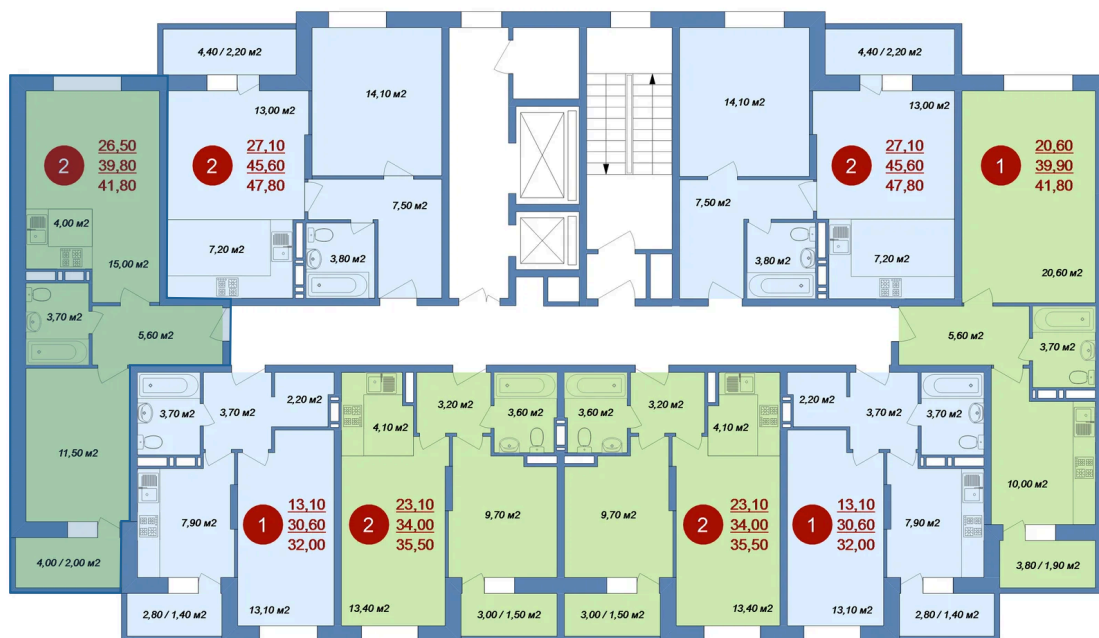 4,40 / 2,20 м2
14,10 м2
13,00 м2
2
27,10
45,60
47,80
7,50 м2
7,20 м2
3,80 м2
2
26,50
39,80
41,80
4,00 м2
15,00 м2
3,70 м2
5,60 м2
11,50 м2
4,00 / 2,00 м2
14,10 м2
4,40 / 2,20 м2
13,00 м2
2
27,10
45,60
47,80
7,50 м2
3,80 м2
7,20 м2
1
20,60
39,90
41,80
20,60 м2
5,60 м2
3,70 м2
10,00 м2
3,80 / 1,90 м2
3,70 м2
3,70 м2
2,20 м2
7,90 м2
1
13,10
30,60
32,00
13,10 м2
2,80 / 1,40 м2
4,10 м2
3,20 м2
3,60 м2
2
23,10
34,00
35,50
9,70 м2
13,40 м2
3,00 / 1,50 м2
3,60 м2
3,20 м2
4,10 м2
9,70 м2
2
23,10
34,00
35,50
13,40 м2
3,00 / 1,50 м2
2,20 м2
3,70 м2
3,70 м2
1
13,10
30,60
32,00
7,90 м2
13,10 м2
2,80 / 1,40 м2